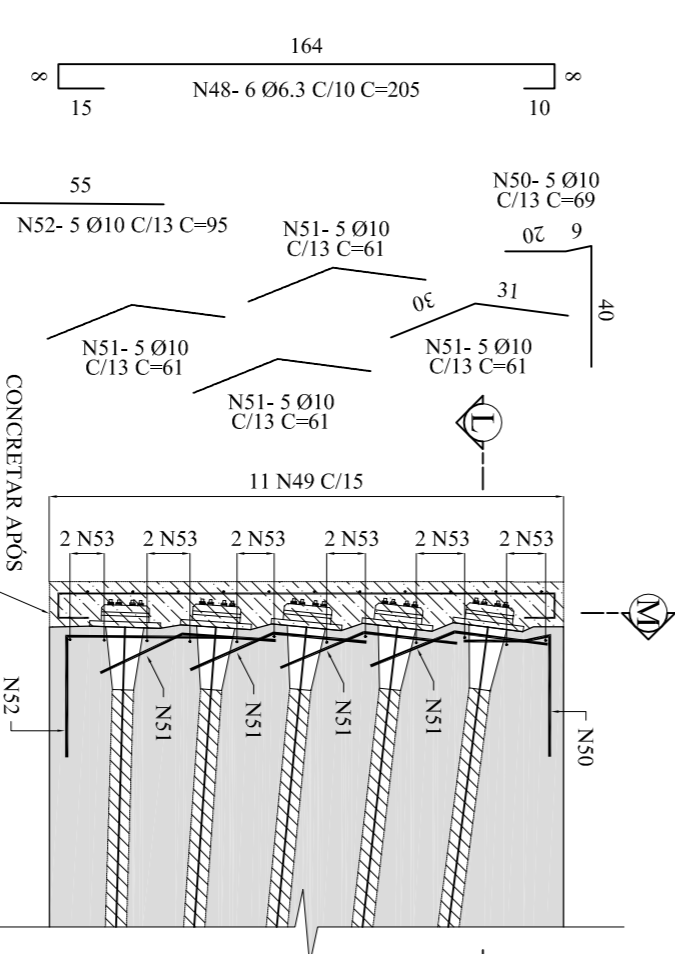 164
N48- 6 Ø6.3 C/10 C=205
8
15
10
8
N50- 5 Ø10
C/13 C=69
20
9
40
55
N52- 5 Ø10 C/13 C=95
N51- 5 Ø10
C/13 C=61
30
31
N51- 5 Ø10
C/13 C=61
N51- 5 Ø10
C/13 C=61
N51- 5 Ø10
C/13 C=61
L
CONCRETAR APÓS
11 N49 C/15
2 N53
2 N53
2 N53
2 N53
2 N53
2 N53
M
N51
N51
N51
N51
N52
N50